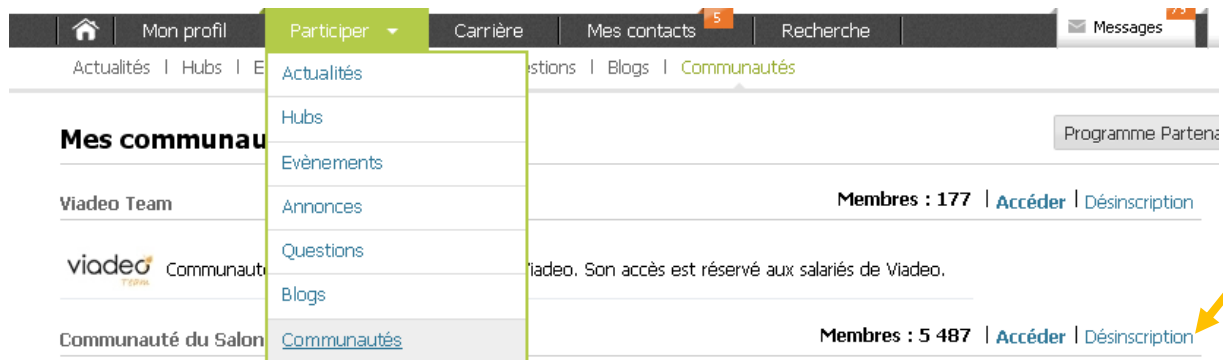 Mon profil Participer Carrière Mes contacts 5 Recherche Messages
Actualités | Hubs | E stions | Blogs | Communautés
Actualités
Hubs
Mes communau Programme Partena
Evènements
Viadeo Team Annonces Membres : 177 | Accéder | Désinscription
Questions
viadeo TEAM Communaut iadeo. Son accès est réservé aux salariés de Viadeo.
Blogs
Communauté du Salon Communautés Membres : 5 487 | Accéder | Désinscription